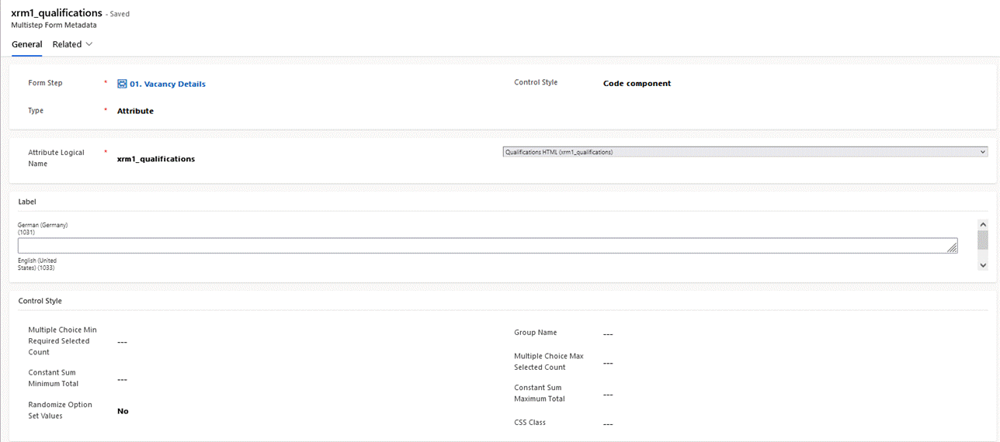 xrm1_qualifications - Saved
Multistep Form Metadata
General Related
Form Step * 01. Vacancy Details
Control Style Code component
Type * Attribute
Attribute Logical
Name * xrm1_qualifications
Qualifications HTML (xrm1_qualifications)
Label
German (Germany)
(1031)
English (United
States) (1033)
Control Style
Multiple Choice Min
Required Selected
Count ---
Group Name ---
Multiple Choice Max
Selected Count ---
Constant Sum
Minimum Total ---
Constant Sum
Maximum Total ---
Randomize Option
Set Values No
CSS Class ---